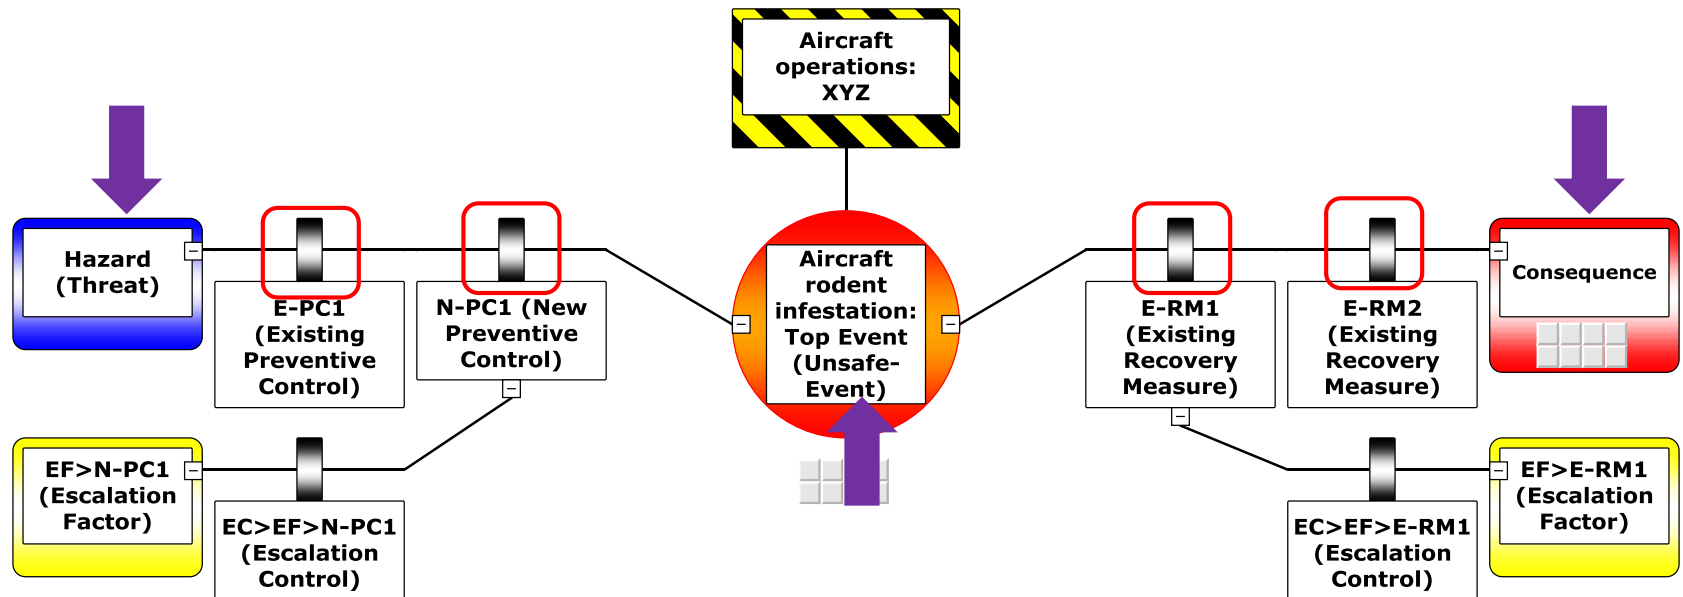 Aircraft
operations:
XYZ
Hazard
(Threat)
E-PC1
(Existing
Preventive
Control)
N-PC1 (New
Preventive
Control)
Aircraft
rodent
infestation:
Top Event
(Unsafe-
Event)
E-RM1
(Existing
Recovery
Measure)
E-RM2
(Existing
Recovery
Measure)
Consequence
EF>N-PC1
(Escalation
Factor)
EC>EF>N-PC1
(Escalation
Control)
EC>EF>E-RM1
(Escalation
Control)
EF>E-RM1
(Escalation
Factor)